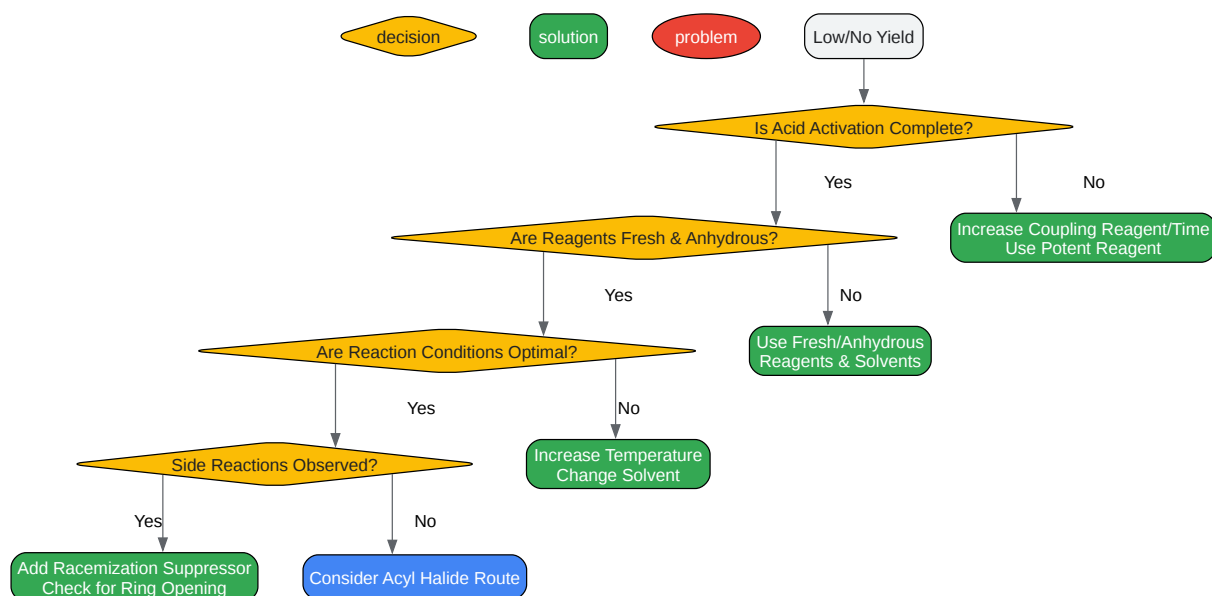 decision
solution
problem
Low/No Yield
Is Acid Activation Complete?
Yes
No
Increase Coupling Reagent/Time
Use Potent Reagent
Are Reagents Fresh & Anhydrous?
Yes
No
Use Fresh/Anhydrous
Reagents & Solvents
Are Reaction Conditions Optimal?
Yes
No
Increase Temperature
Change Solvent
Side Reactions Observed?
Yes
No
Add Racemization Suppressor
Check for Ring Opening
Consider Acyl Halide Route